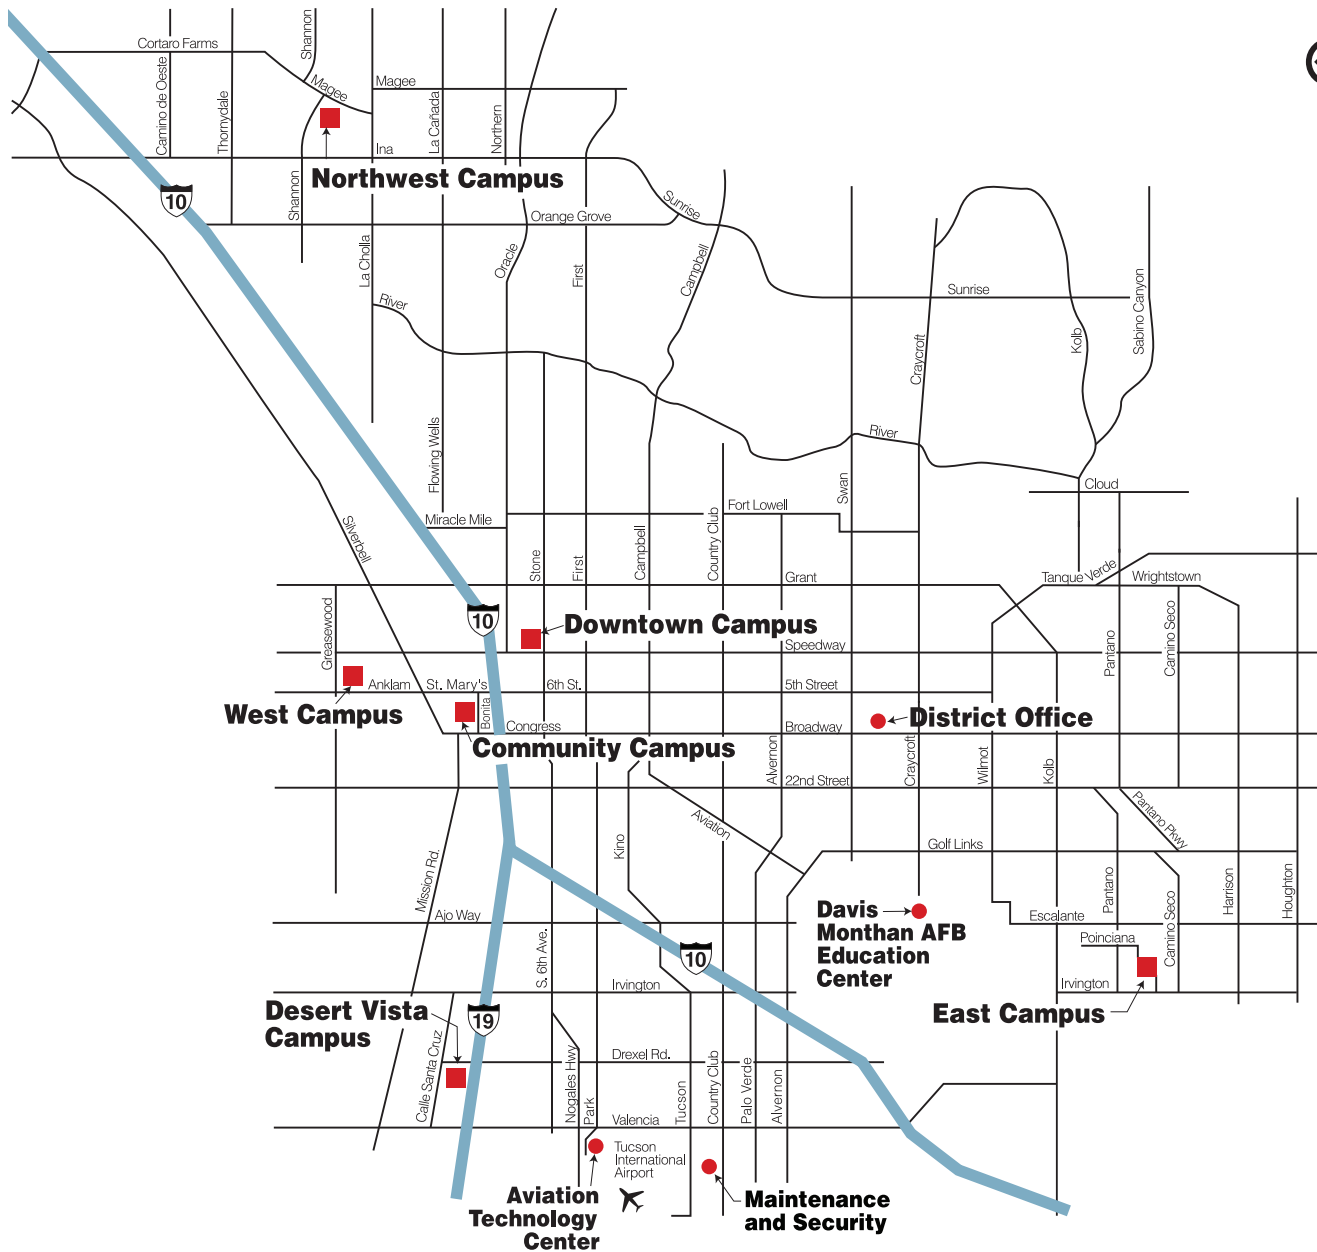 Cortaro Farms
Shannon
Magee
Magee
Camino de Oeste
Thornydale
La Cañada
Northern
Ina
Northwest Campus
10
Shannon
La Cholla
Orange Grove
Sunrise
Oracle
First
Campbell
River
Sunrise
Craycroft
Kolb
Sabino Canyon
Flowing Wells
River
Swan
Cloud
Miracle Mile
Fort Lowell
Silverbell
Stone
First
Campbell
Country Club
Grant
Tanque Verde
Wrightstown
Greasewood
10
Downtown Campus
Speedway
Pantano
Camino Seco
Anklam
St. Mary's
6th St.
5th Street
West Campus
Bonita
Congress
Broadway
District Office
Community Campus
Alvernon
22nd Street
Craycroft
Wilmot
Kolb
Aviation
Pantano Pkwy
Kino
Golf Links
Mission Rd.
Pantano
Camino Seco
Harrison
Houghton
Ajo Way
Davis
Monthan AFB
Education
Center
Escalante
Poinciana
S. 6th Ave.
10
Irvington
Irvington
East Campus
Desert Vista
Campus
19
Calle Santa Cruz
Drexel Rd.
Nogales Hwy
Park
Tucson
Country Club
Palo Verde
Alvernon
Valencia
Tucson
International
Airport
Aviation
Technology
Center
Maintenance
and Security